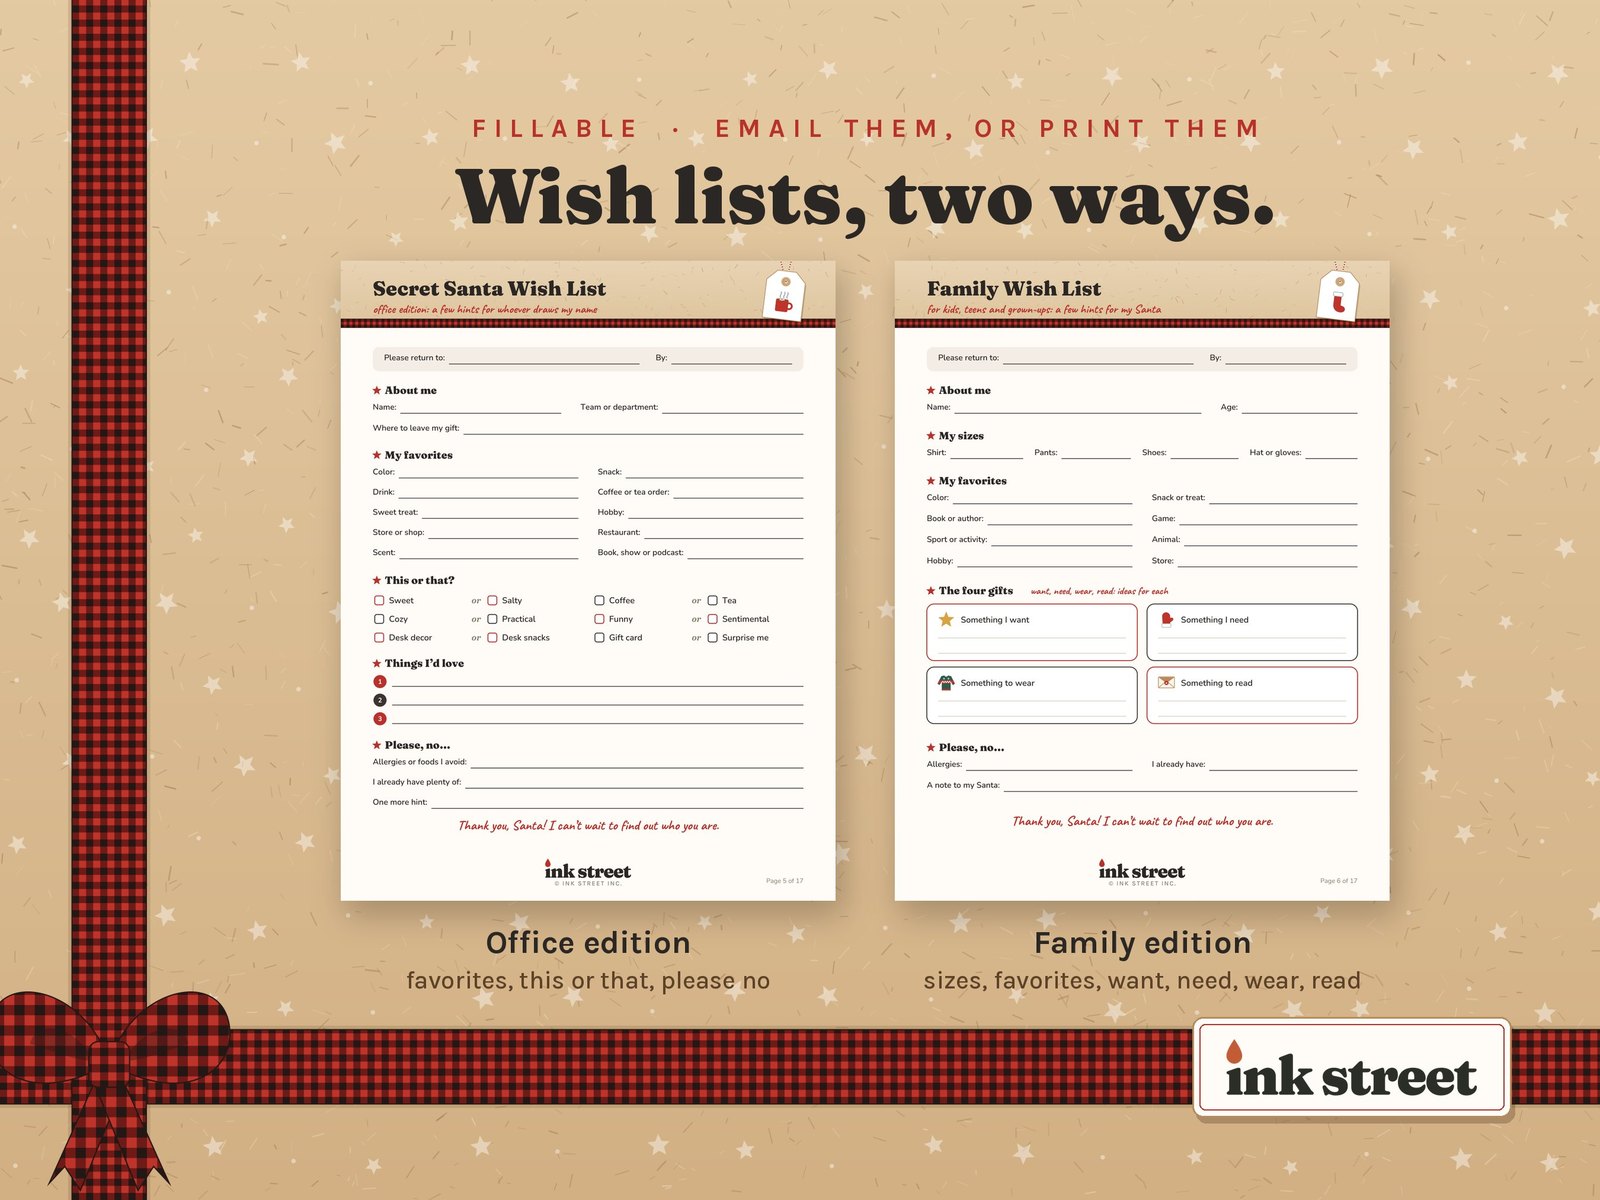 FILLABLE · EMAIL THEM, OR PRINT THEM
Wish lists, two ways.
Secret Santa Wish List
office edition: a few hints for whoever draws my name
Please return to: By:
★ About me
Name: Team or department:
Where to leave my gift:
★ My favorites
Color: Snack:
Drink: Coffee or tea order:
Sweet treat: Hobby:
Store or shop: Restaurant:
Scent: Book, show or podcast:
★ This or that?
Sweet or Salty Coffee or Tea
Cozy or Practical Funny or Sentimental
Desk decor or Desk snacks Gift card or Surprise me
★ Things I'd love
1
2
3
★ Please, no...
Allergies or foods I avoid:
I already have plenty of:
One more hint:
Thank you, Santa! I can't wait to find out who you are.
ink street
© INK STREET INC.
Page 5 of 17
Family Wish List
for kids, teens and grown-ups: a few hints for my Santa
Please return to: By:
★ About me
Name: Age:
★ My sizes
Shirt: Pants: Shoes: Hat or gloves:
★ My favorites
Color: Snack or treat:
Book or author: Game:
Sport or activity: Animal:
Hobby: Store:
★ The four gifts want, need, wear, read: ideas for each
Something I want Something I need
Something to wear Something to read
★ Please, no...
Allergies: I already have:
A note to my Santa:
Thank you, Santa! I can't wait to find out who you are.
ink street
© INK STREET INC.
Page 6 of 17
Office edition
favorites, this or that, please no
Family edition
sizes, favorites, want, need, wear, read
ink street